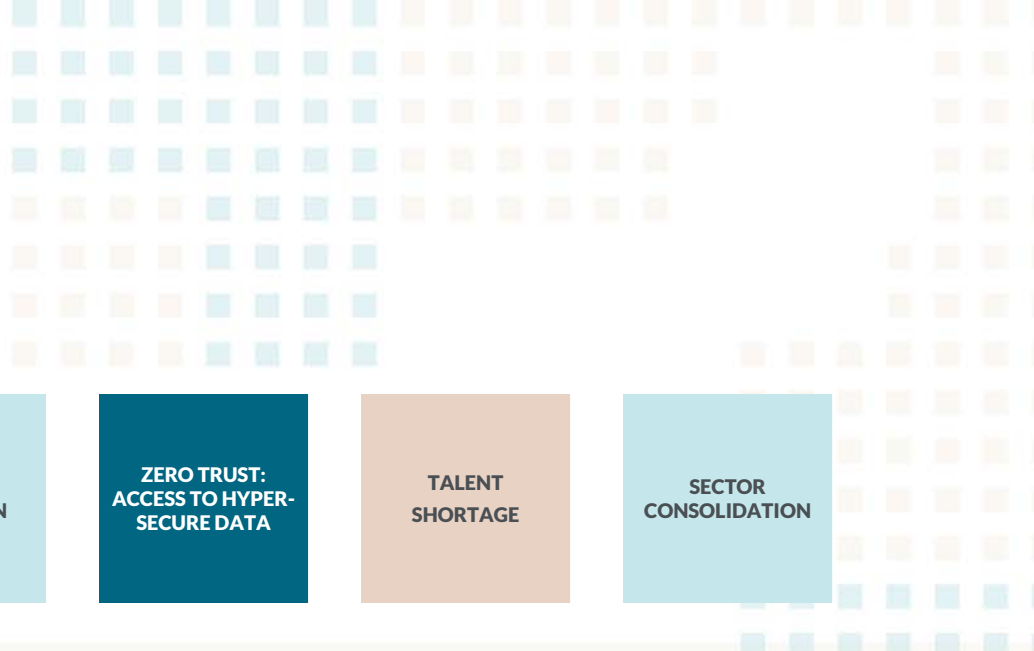 N
ZERO TRUST:
ACCESS TO HYPER-
SECURE DATA
TALENT
SHORTAGE
SECTOR
CONSOLIDATION